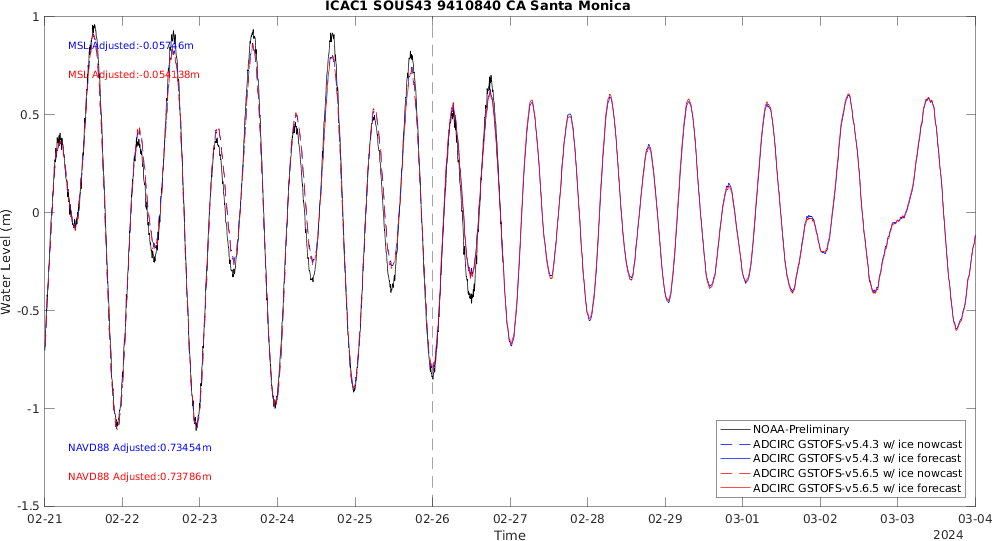 ICAC1 SOUS43 9410840 CA Santa Monica
MSL Adjusted:-0.05746m
MSL Adjusted:-0.054138m
NAVD88 Adjusted:0.73454m
NAVD88 Adjusted:0.73786m
Water Level (m)
1
0.5
0
-0.5
-1
-1.5
NOAA-Preliminary
ADCIRC GSTOFS-v5.4.3 w/ ice nowcast
ADCIRC GSTOFS-v5.4.3 w/ ice forecast
ADCIRC GSTOFS-v5.6.5 w/ ice nowcast
ADCIRC GSTOFS-v5.6.5 w/ ice forecast
02-21 02-22 02-23 02-24 02-25 02-26 02-27 02-28 02-29 03-01 03-02 03-03 03-04
Time
2024